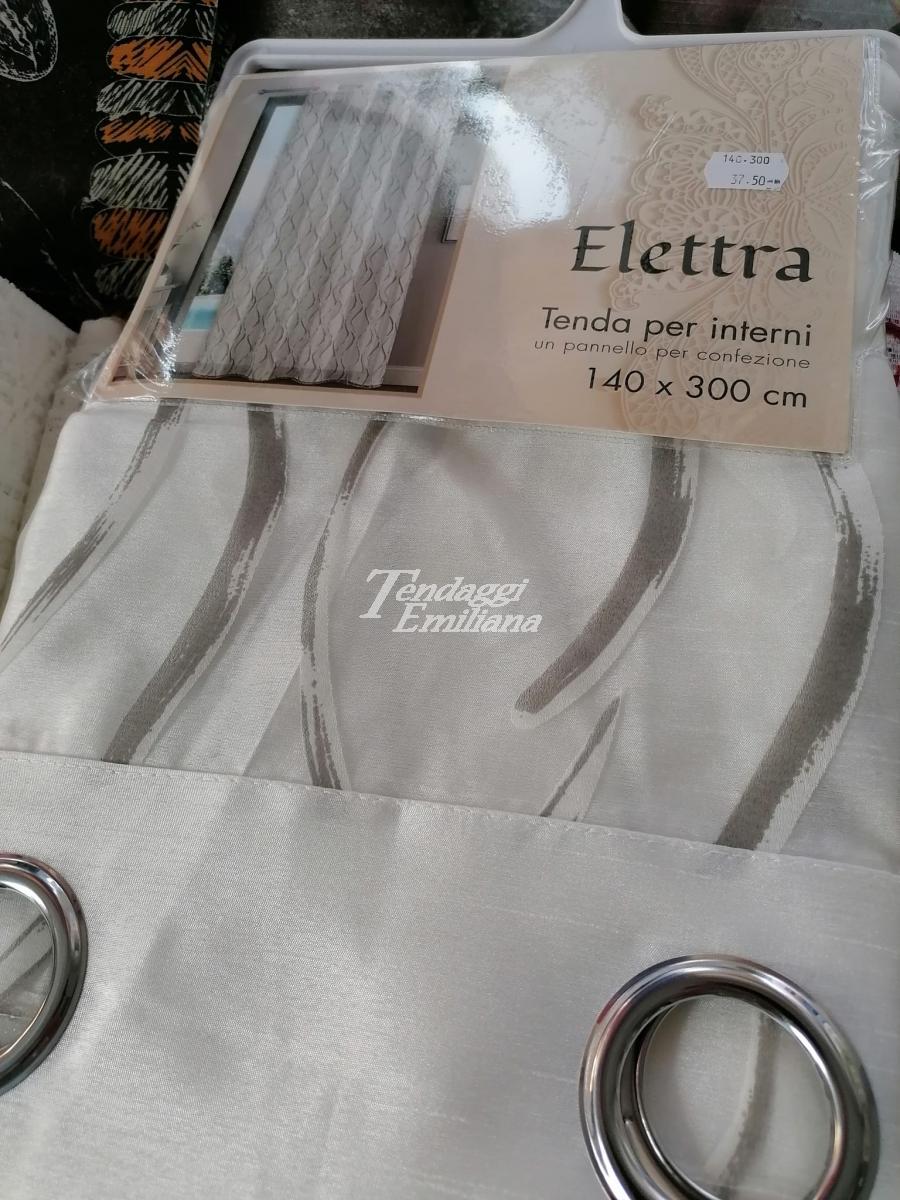 140.300
37.50
Elettra
Tenda per interni
un pannello per confezione
140 x 300 cm
Tendaggi
Emiliana